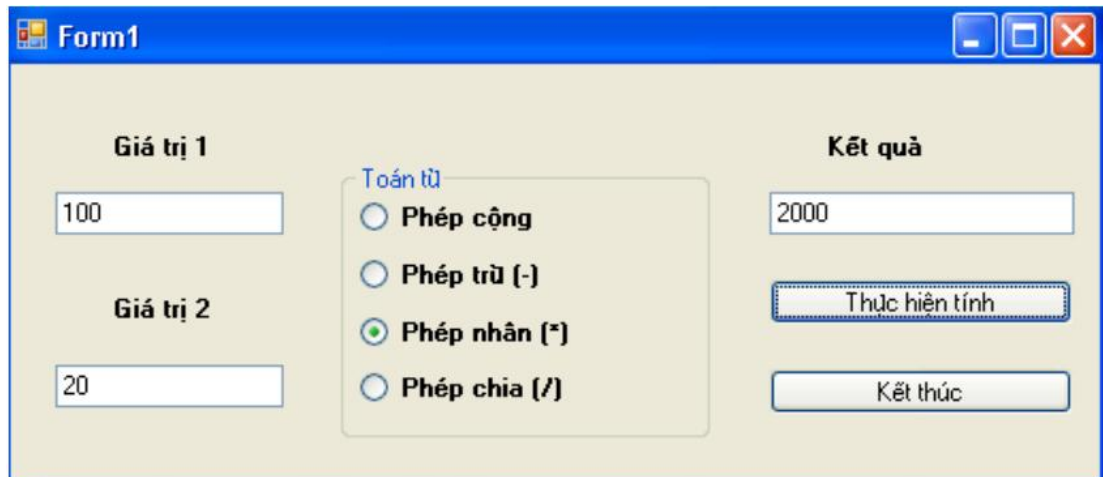 Form1
Giá trị 1
100
Giá trị 2
20
Toán tử
Phép cộng
Phép trừ (-)
Phép nhân (*)
Phép chia (/)
Kết quả
2000
Thực hiện tính
Kết thúc